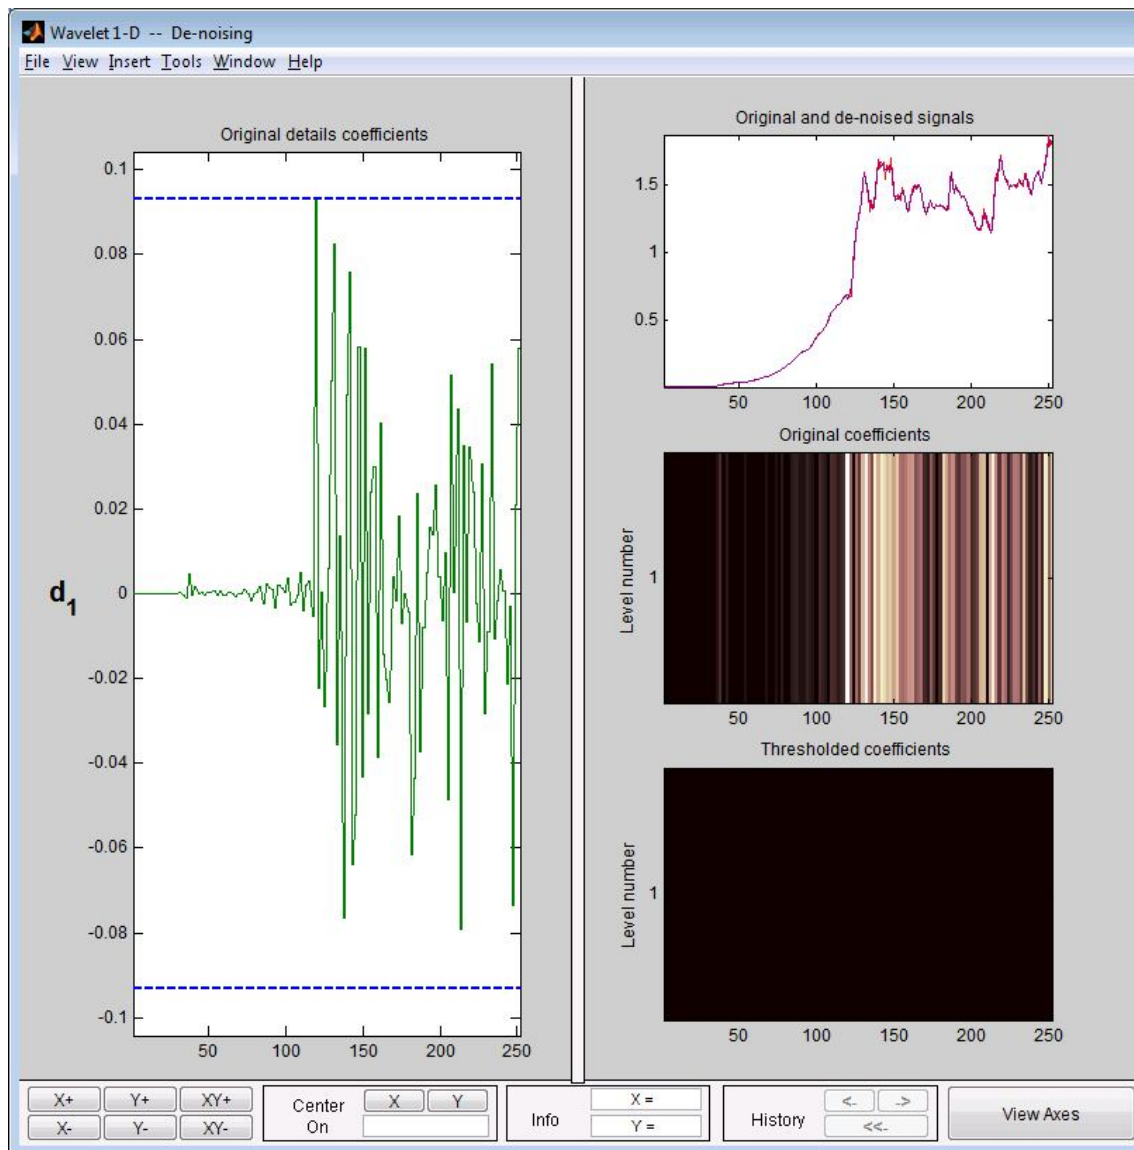 Wavelet 1-D -- De-noising
File View Insert Tools Window Help
Original details coefficients
0.1
0.08
0.06
0.04
0.02
0
-0.02
-0.04
-0.06
-0.08
-0.1
d1
50 100 150 200 250
Original and de-noised signals
1.5
1
0.5
50 100 150 200 250
Original coefficients
Level number
1
50 100 150 200 250
Thresholded coefficients
Level number
1
50 100 150 200 250
X+ Y+ XY+
X- Y- XY-
Center
On
X Y
Info
X =
Y =
History
<- ->
<<-
View Axes